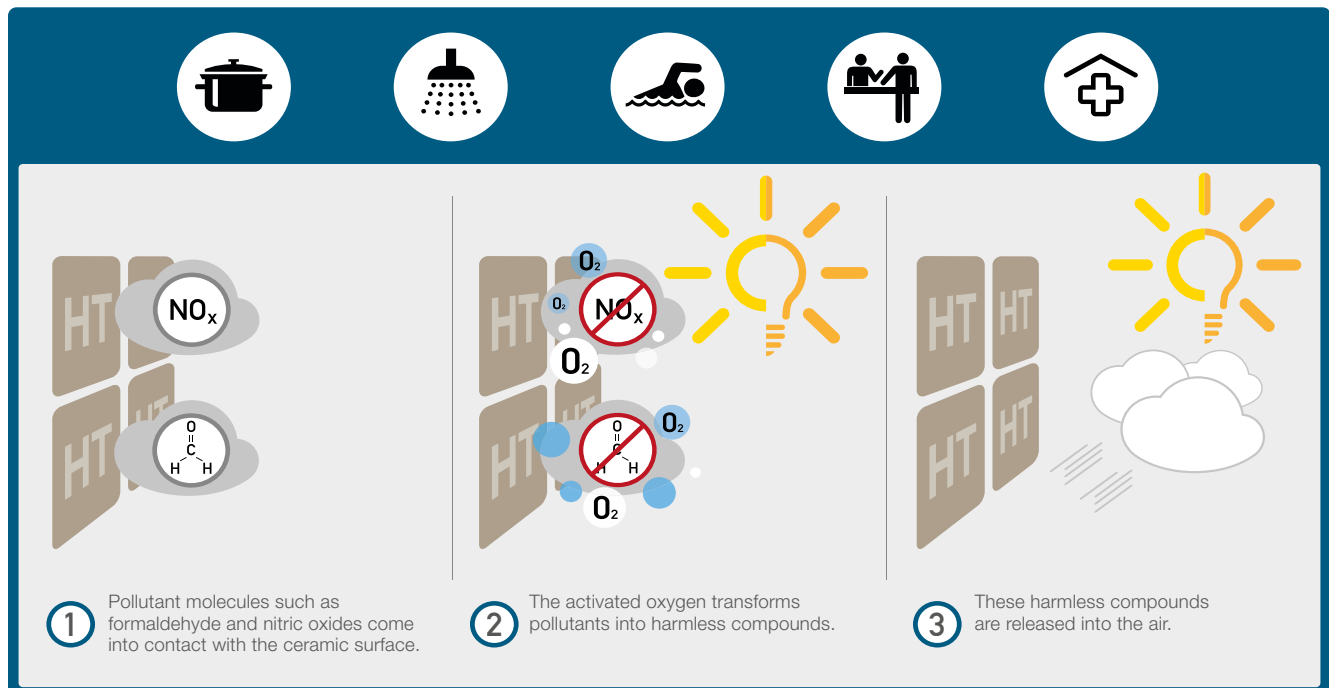 HT
HT
HT
NOx
O
C
H H
HT
HT
HT
O2
O2
NOx
O2
O
C
H H
O2
O2
HT
HT
HT
HT
1
Pollutant molecules such as
formaldehyde and nitric oxides come
into contact with the ceramic surface.
2
The activated oxygen transforms
pollutants into harmless compounds.
3
These harmless compounds
are released into the air.